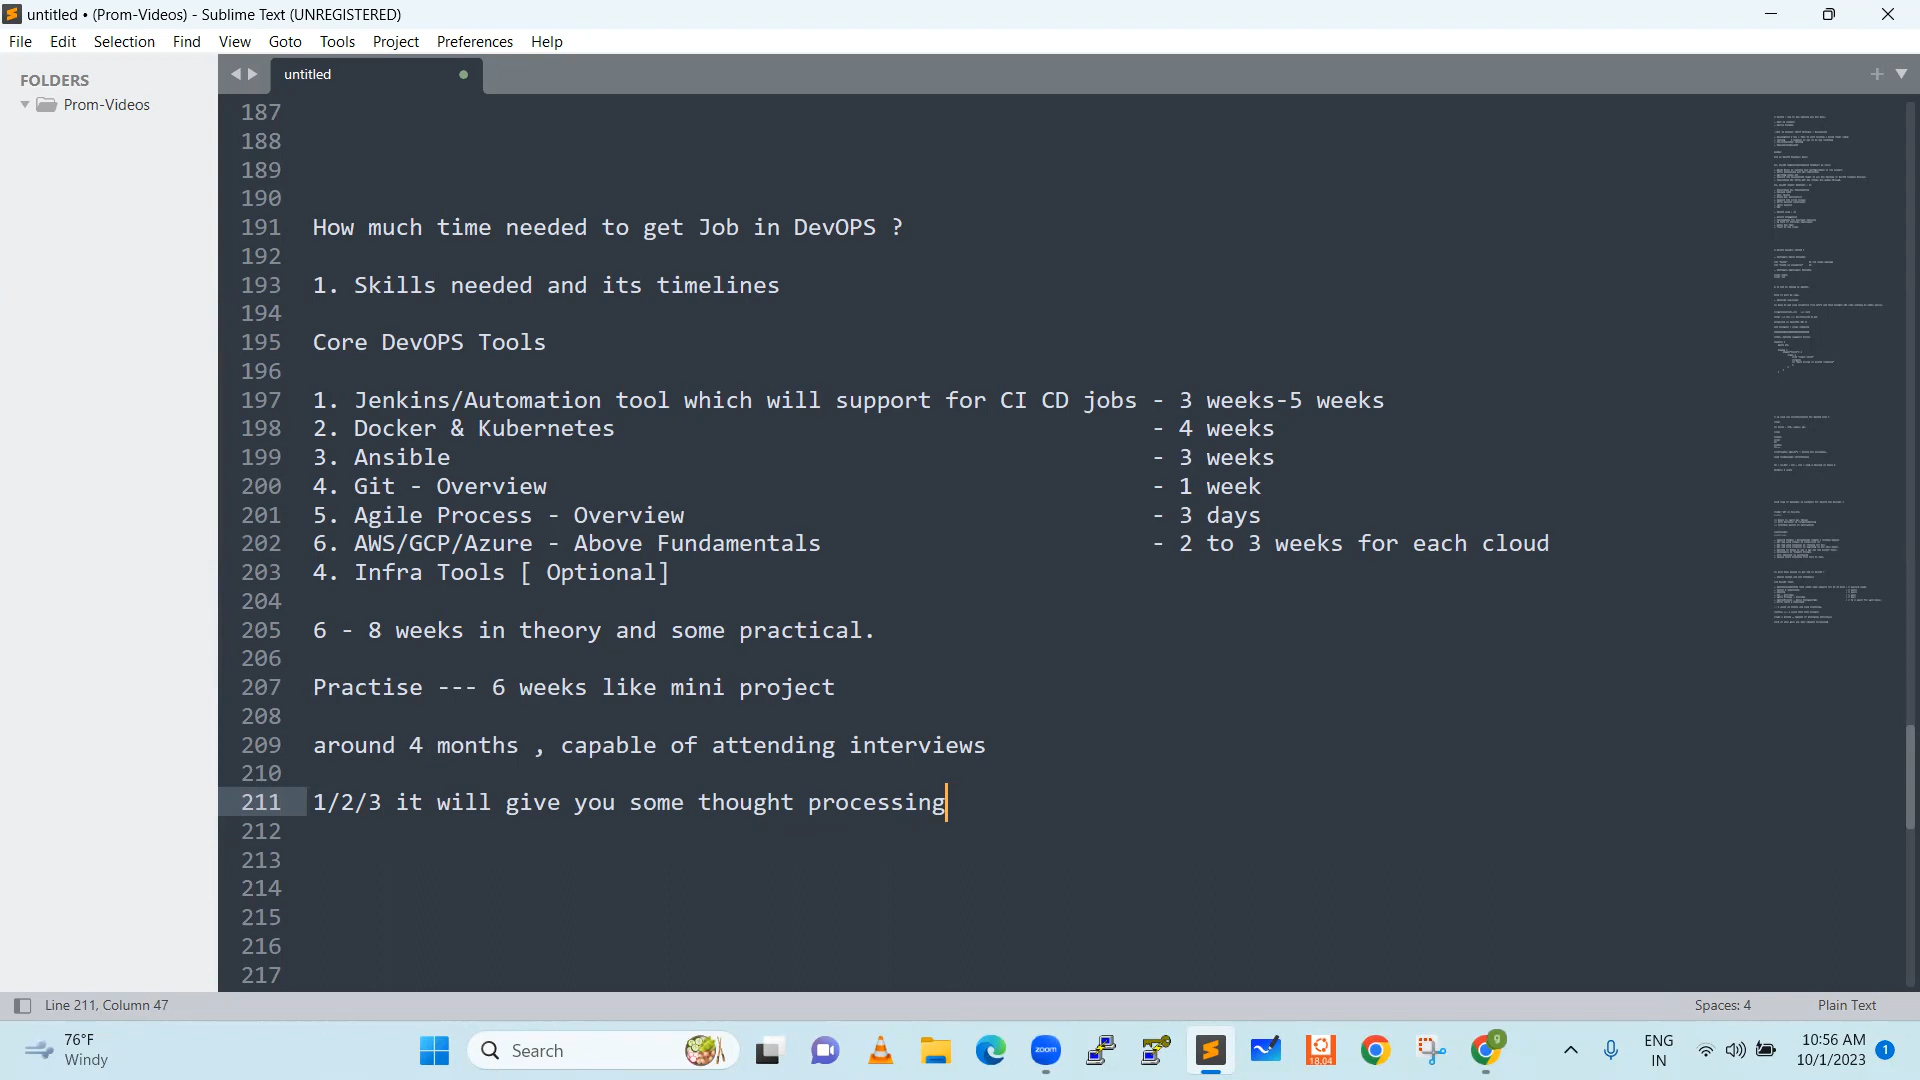 untitled • (Prom-Videos) - Sublime Text (UNREGISTERED)
File Edit Selection Find View Goto Tools Project Preferences Help
FOLDERS
Prom-Videos
untitled
187
188
189
190
191 How much time needed to get Job in DevOPS ?
192
193 1. Skills needed and its timelines
194
195 Core DevOPS Tools
196
197 1. Jenkins/Automation tool which will support for CI CD jobs - 3 weeks-5 weeks
198 2. Docker & Kubernetes - 4 weeks
199 3. Ansible - 3 weeks
200 4. Git - Overview - 1 week
201 5. Agile Process - Overview - 3 days
202 6. AWS/GCP/Azure - Above Fundamentals - 2 to 3 weeks for each cloud
203 4. Infra Tools [ Optional]
204
205 6 - 8 weeks in theory and some practical.
206
207 Practise --- 6 weeks like mini project
208
209 around 4 months , capable of attending interviews
210
211 1/2/3 it will give you some thought processing
212
213
214
215
216
217
Line 211, Column 47
Spaces: 4
Plain Text
76°F
Windy
Search
zoom
18.04
9
ENG
IN
10:56 AM
10/1/2023
1